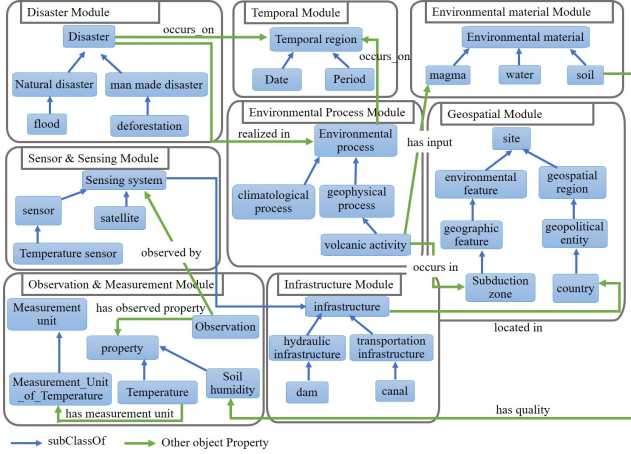 Disaster Module
Disaster
Natural disaster
man made disaster
flood
deforestation
occurs_on
Temporal Module
Temporal region
Date
Period
occurs_on
Environmental material Module
Environmental material
magma
water
soil
Environmental Process Module
realized in
Environmental
process
climatological
process
geophysical
process
volcanic activity
has input
Geospatial Module
site
environmental
feature
geospatial
region
geographic
feature
geopolitical
entity
Subduction
zone
country
occurs in
Sensor & Sensing Module
Sensing system
sensor
satellite
Temperature sensor
observed by
Observation & Measurement Module
Measurement
unit
has observed property
Observation
property
Measurement_Unit
_of_Temperature
Temperature
Soil
humidity
has measurement unit
Infrastructure Module
infrastructure
hydraulic
infrastructure
transportation
infrastructure
dam
canal
located in
has quality
subClassOf
Other object Property